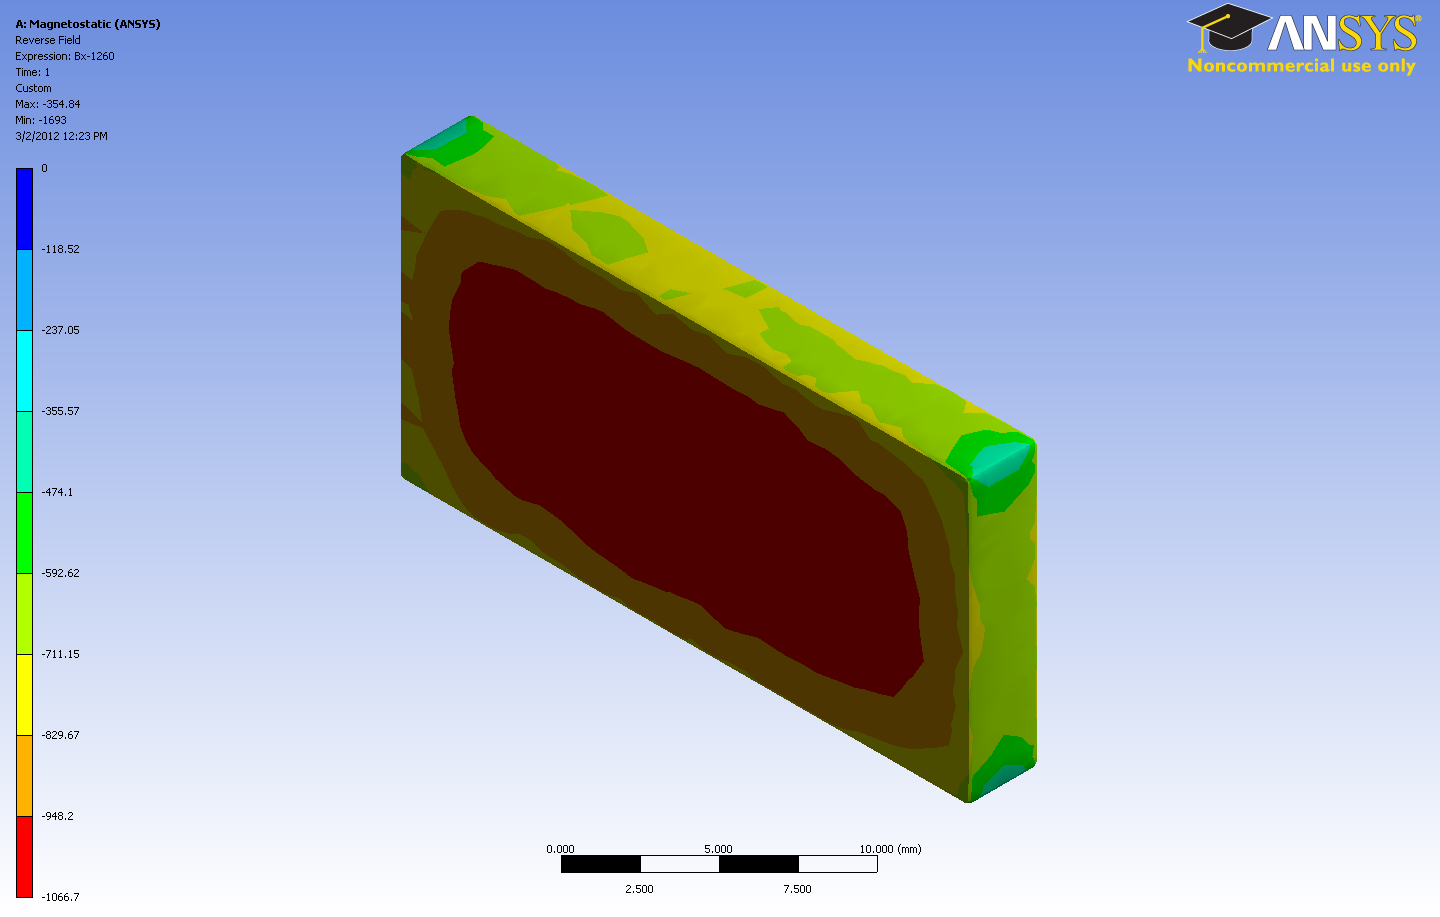 A: Magnetostatic (ANSYS)
Reverse Field
Expression: Bx-1260
Time: 1
Custom
Max: -354.84
Min: -1693
3/2/2012 12:23 PM
ANSYS®
Noncommercial use only
0
-118.52
-237.05
-355.57
-474.1
-592.62
-711.15
-829.67
-948.2
-1066.7
0.000 5.000 10.000 (mm)
2.500 7.500